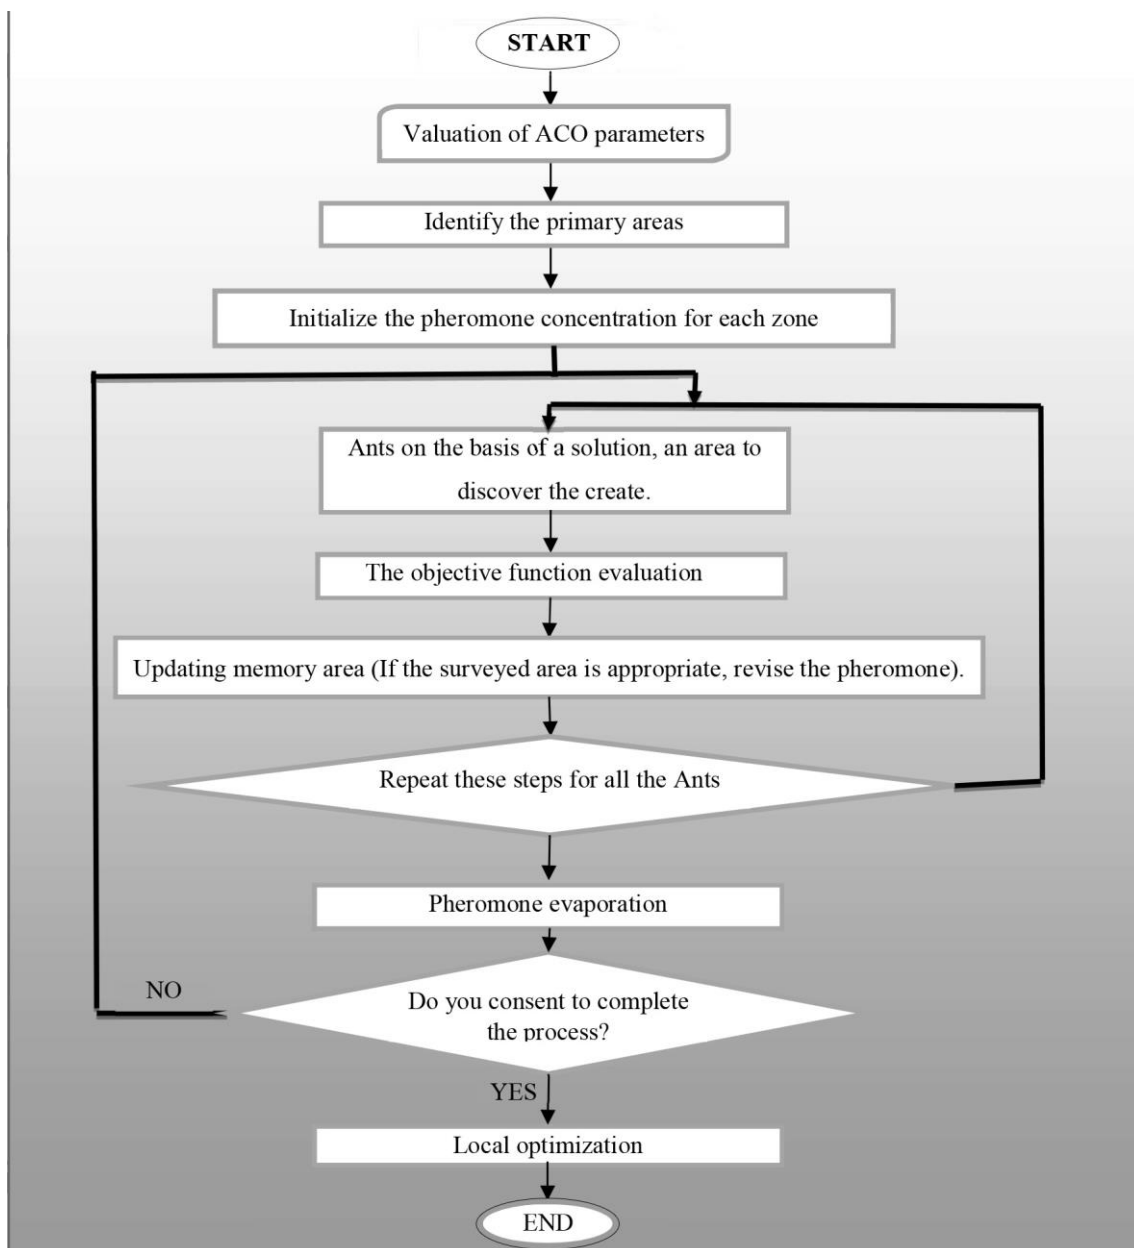 START
Valuation of ACO parameters
Identify the primary areas
Initialize the pheromone concentration for each zone
Ants on the basis of a solution, an area to
discover the create.
The objective function evaluation
Updating memory area (If the surveyed area is appropriate, revise the pheromone).
Repeat these steps for all the Ants
Pheromone evaporation
NO
Do you consent to complete
the process?
YES
Local optimization
END